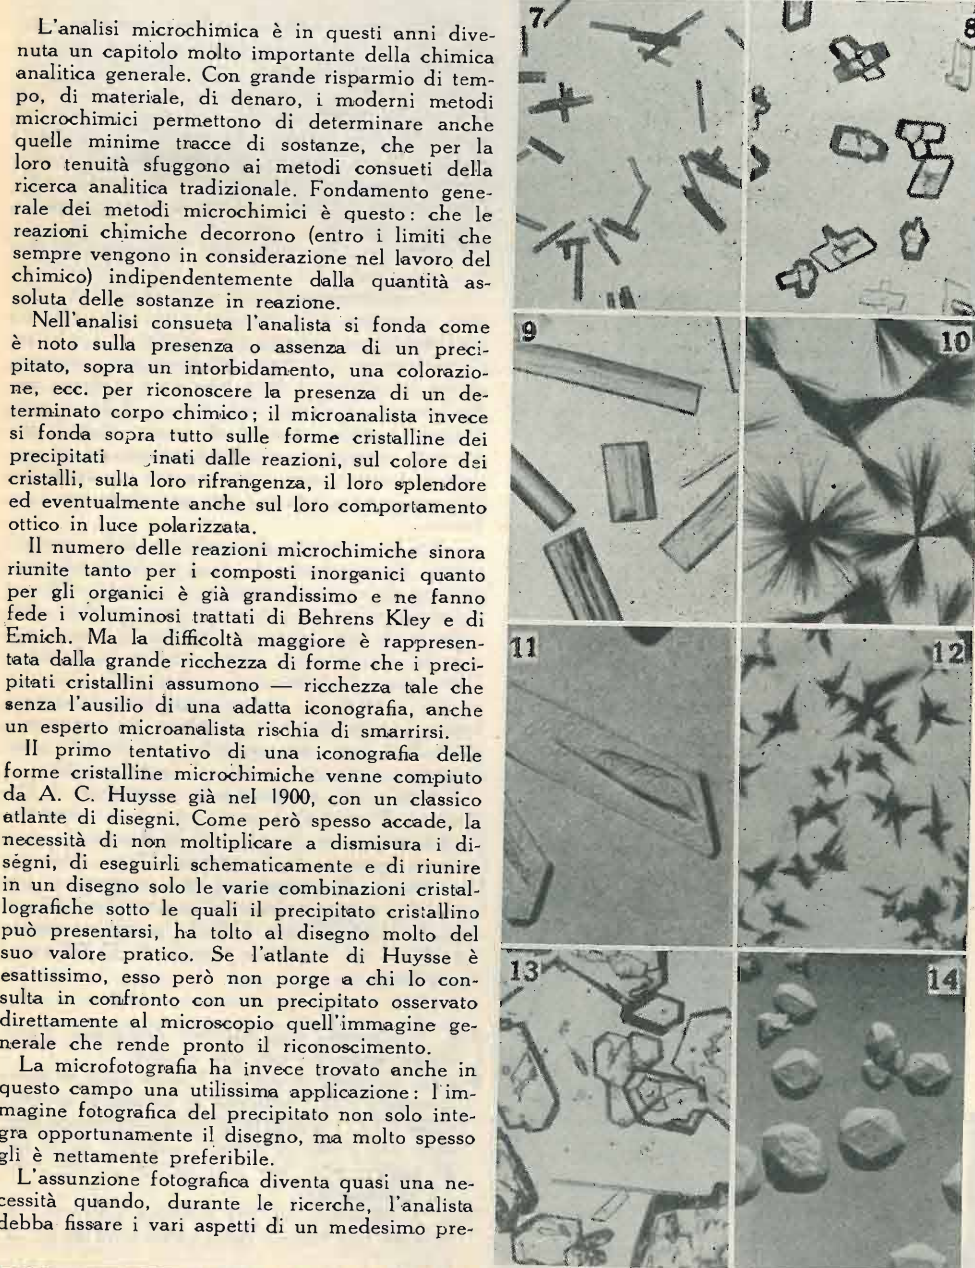 L'analisi microchimica è in questi anni dive-
nuta un capitolo molto importante della chimica
analitica generale. Con grande risparmio di tem-
po, di materiale, di denaro, i moderni metodi
microchimici permettono di determinare anche
quelle minime tracce di sostanze, che per la
loro tenuità sfuggono ai metodi consueti della
ricerca analitica tradizionale. Fondamento gene-
rale dei metodi microchimici è questo: che le
reazioni chimiche decorrono (entro i limiti che
sempre vengono in considerazione nel lavoro del
chimico) indipendentemente dalla quantità as-
soluta delle sostanze in reazione.
Nell'analisi consueta l'analista si fonda come
è noto sulla presenza o assenza di un preci-
pitato, sopra un intorbidamento, una colorazio-
ne, ecc. per riconoscere la presenza di un de-
terminato corpo chimico; il microanalista invece
si fonda sopra tutto sulle forme cristalline dei
precipitati inati dalle reazioni, sul colore dei
cristalli, sulla loro rifrangenza, il loro splendore
ed eventualmente anche sul loro comportamento
ottico in luce polarizzata.
Il numero delle reazioni microchimiche sinora
riunite tanto per i composti inorganici quanto
per gli organici è già grandissimo e ne fanno
fede i voluminosi trattati di Behrens Kley e di
Emich. Ma la difficoltà maggiore è rappresen-
tata dalla grande ricchezza di forme che i preci-
pitati cristallini assumono — ricchezza tale che
senza l'ausilio di una adatta iconografia, anche
un esperto microanalista rischia di smarrirsi.
Il primo tentativo di una iconografia delle
forme cristalline microchimiche venne compiuto
da A. C. Huysse già nel 1900, con un classico
atlante di disegni. Come però spesso accade, la
necessità di non moltiplicare a dismisura i di-
segni, di eseguirli schematicamente e di riunire
in un disegno solo le varie combinazioni cristal-
lografiche sotto le quali il precipitato cristallino
può presentarsi, ha tolto al disegno molto del
suo valore pratico. Se l'atlante di Huysse è
esattissimo, esso però non porge a chi lo con-
sulta in confronto con un precipitato osservato
direttamente al microscopio quell'immagine ge-
nerale che rende pronto il riconoscimento.
La microfotografia ha invece trovato anche in
questo campo una utilissima applicazione: l'im-
magine fotografica del precipitato non solo inte-
gra opportunamente il disegno, ma molto spesso
gli è nettamente preferibile.
L'assunzione fotografica diventa quasi una ne-
cessità quando, durante le ricerche, l'analista
debba fissare i vari aspetti di un medesimo pre-
7
8
9
10
11
12
13
14